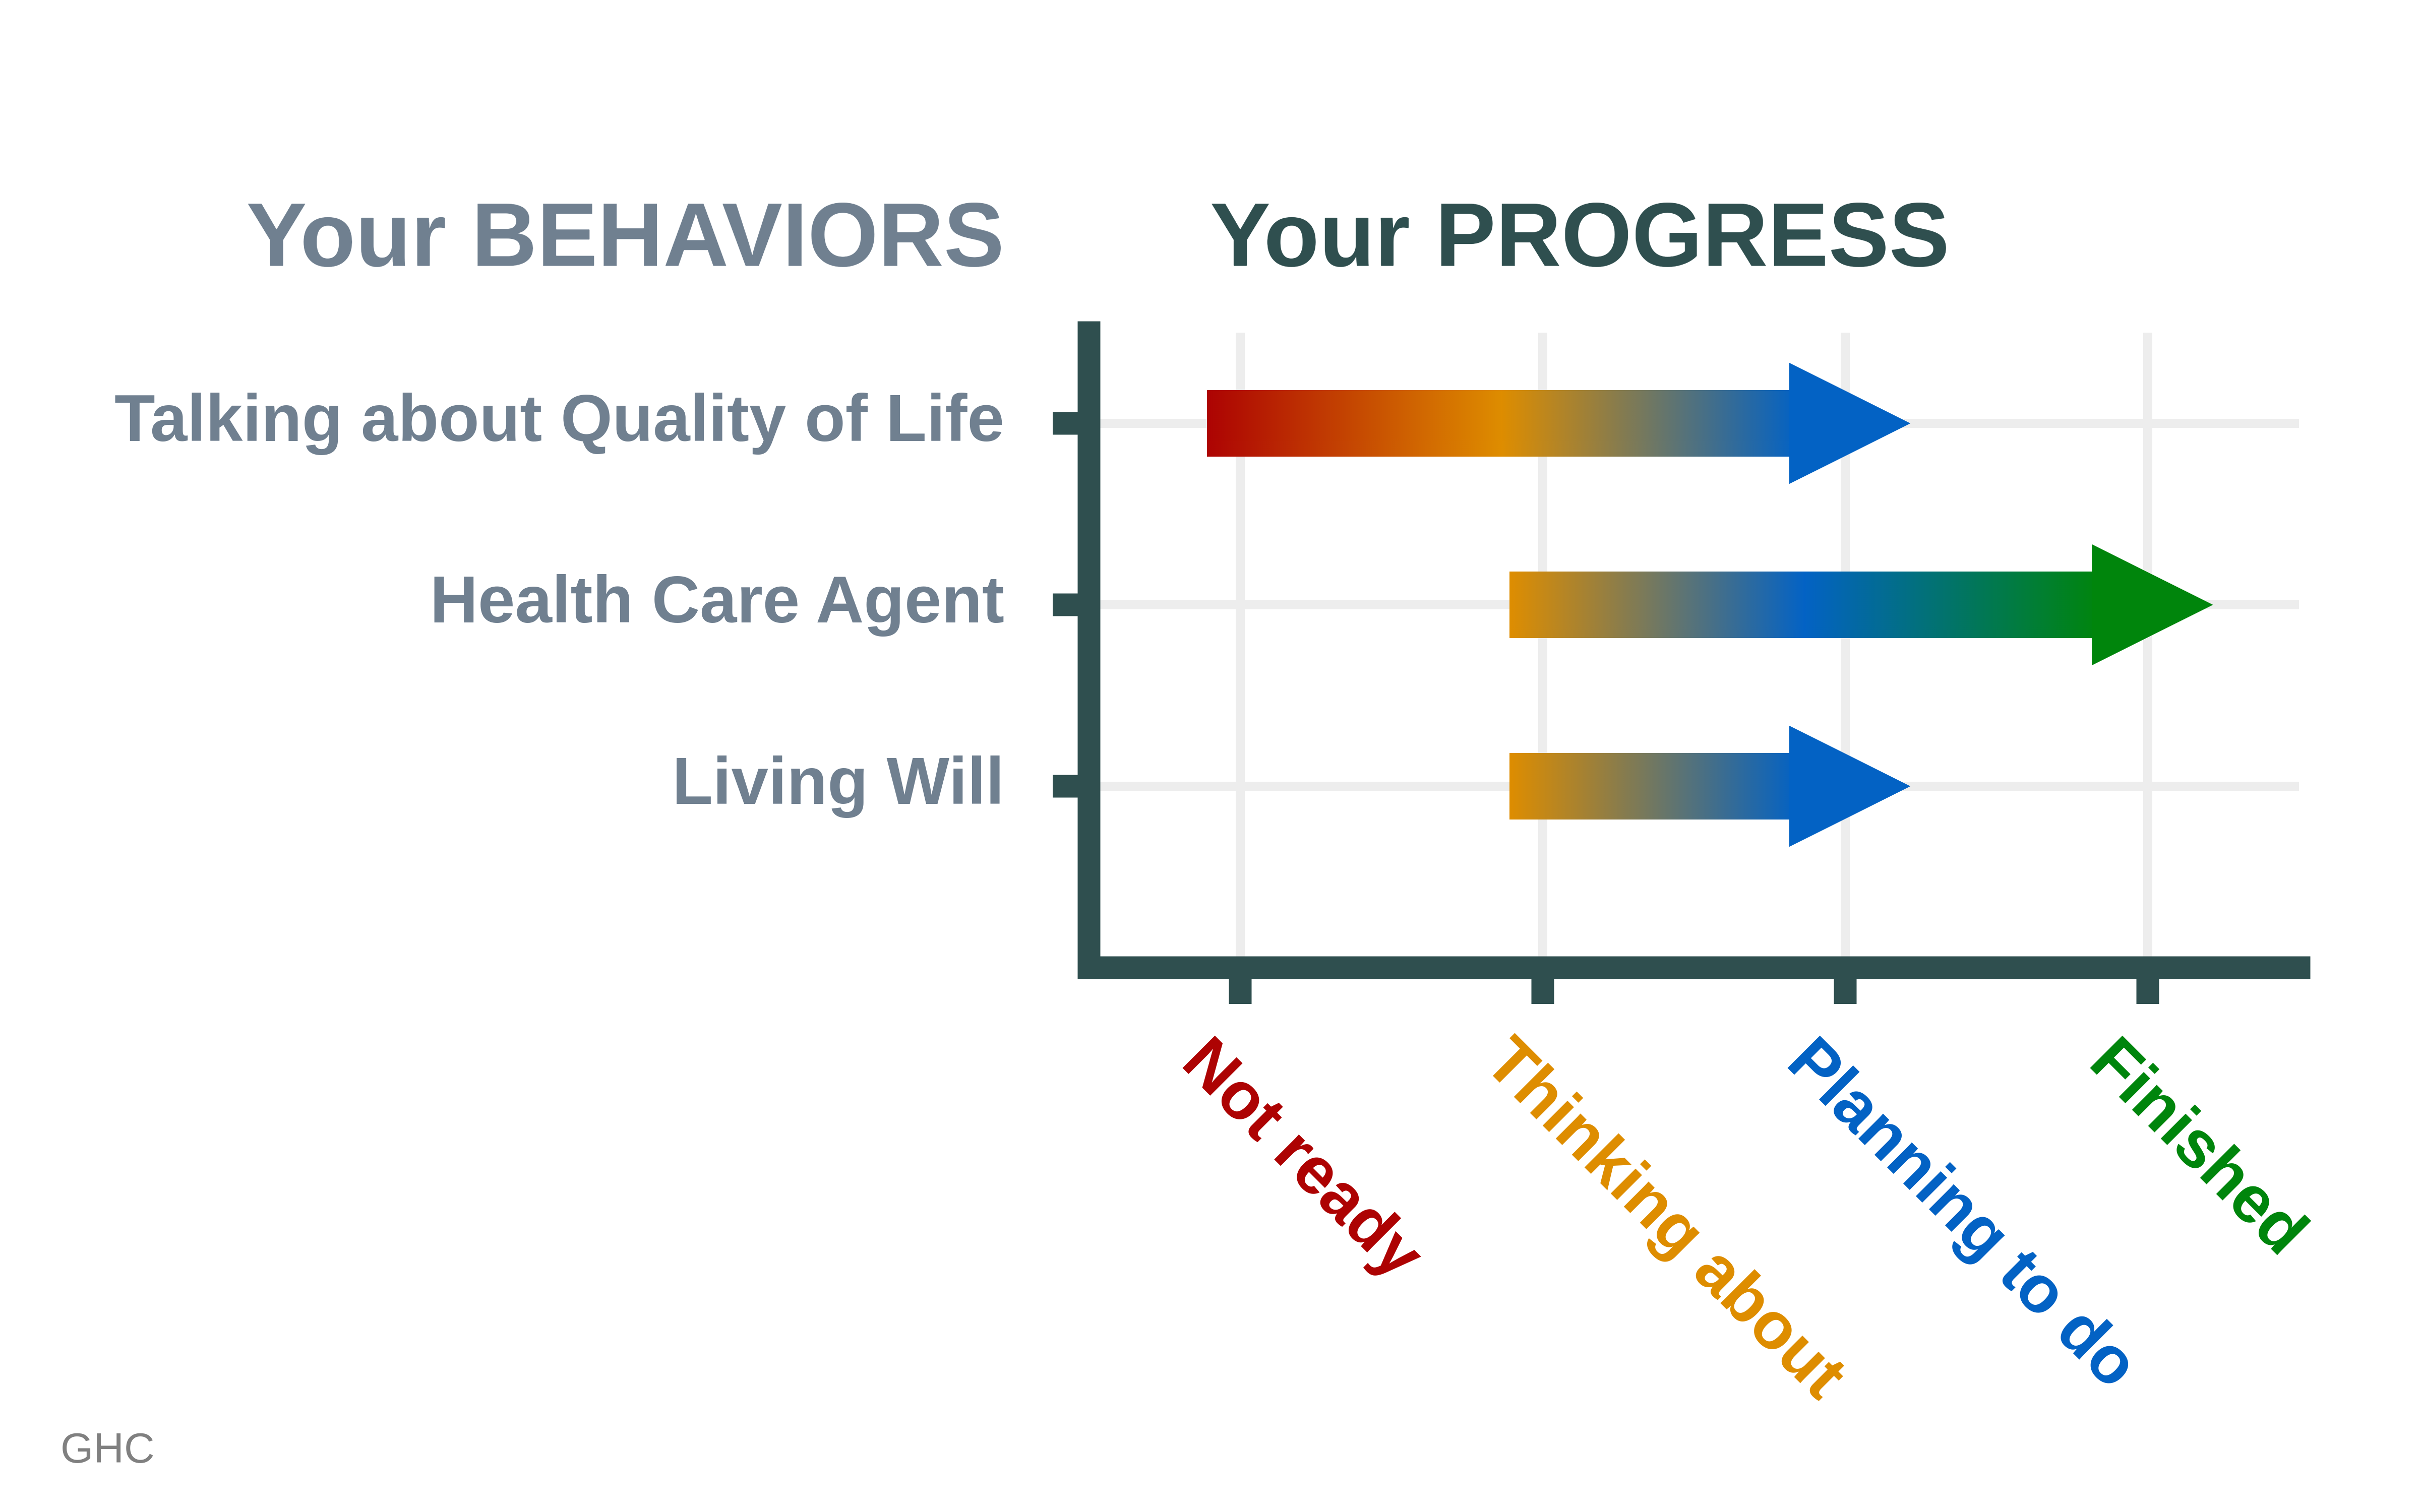 Your BEHAVIORS
Your PROGRESS
Talking about Quality of Life
Health Care Agent
Living Will
Not ready
Thinking about
Planning to do
Finished
GHC